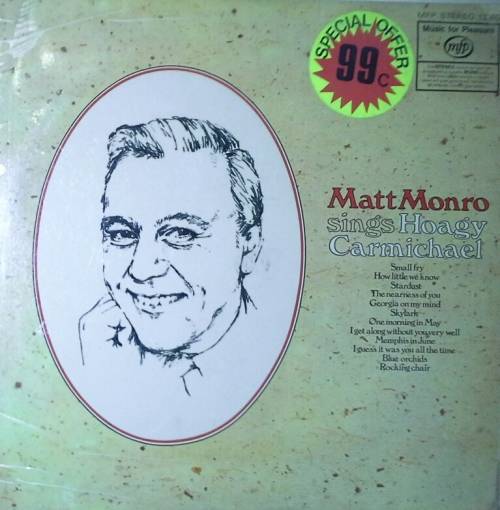 SPECIAL OFFER
99c
MFP STEREO
Music for Pleasure
mfp
Matt Monro
sings Hoagy
Carmichael
Small fry
How little we know
Stardust
The nearness of you
Georgia on my mind
Skylark
One morning in May
I get along without you very well
Memphis in June
I guess it was you all the time
Blue orchids
Rocking chair